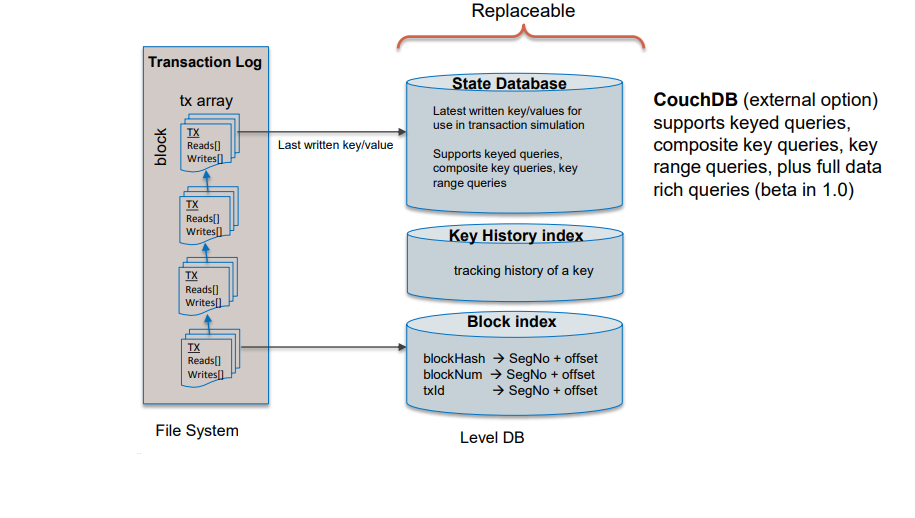 Replaceable
Transaction Log
tx array
block
TX
Reads[]
Writes[]
TX
Reads[]
Writes[]
TX
Reads[]
Writes[]
TX
Reads[]
Writes[]
File System
Last written key/value
State Database
Latest written key/values for
use in transaction simulation
Supports keyed queries,
composite key queries, key
range queries
Key History index
tracking history of a key
Block index
blockHash → SegNo + offset
blockNum → SegNo + offset
txId → SegNo + offset
Level DB
CouchDB (external option)
supports keyed queries,
composite key queries, key
range queries, plus full data
rich queries (beta in 1.0)